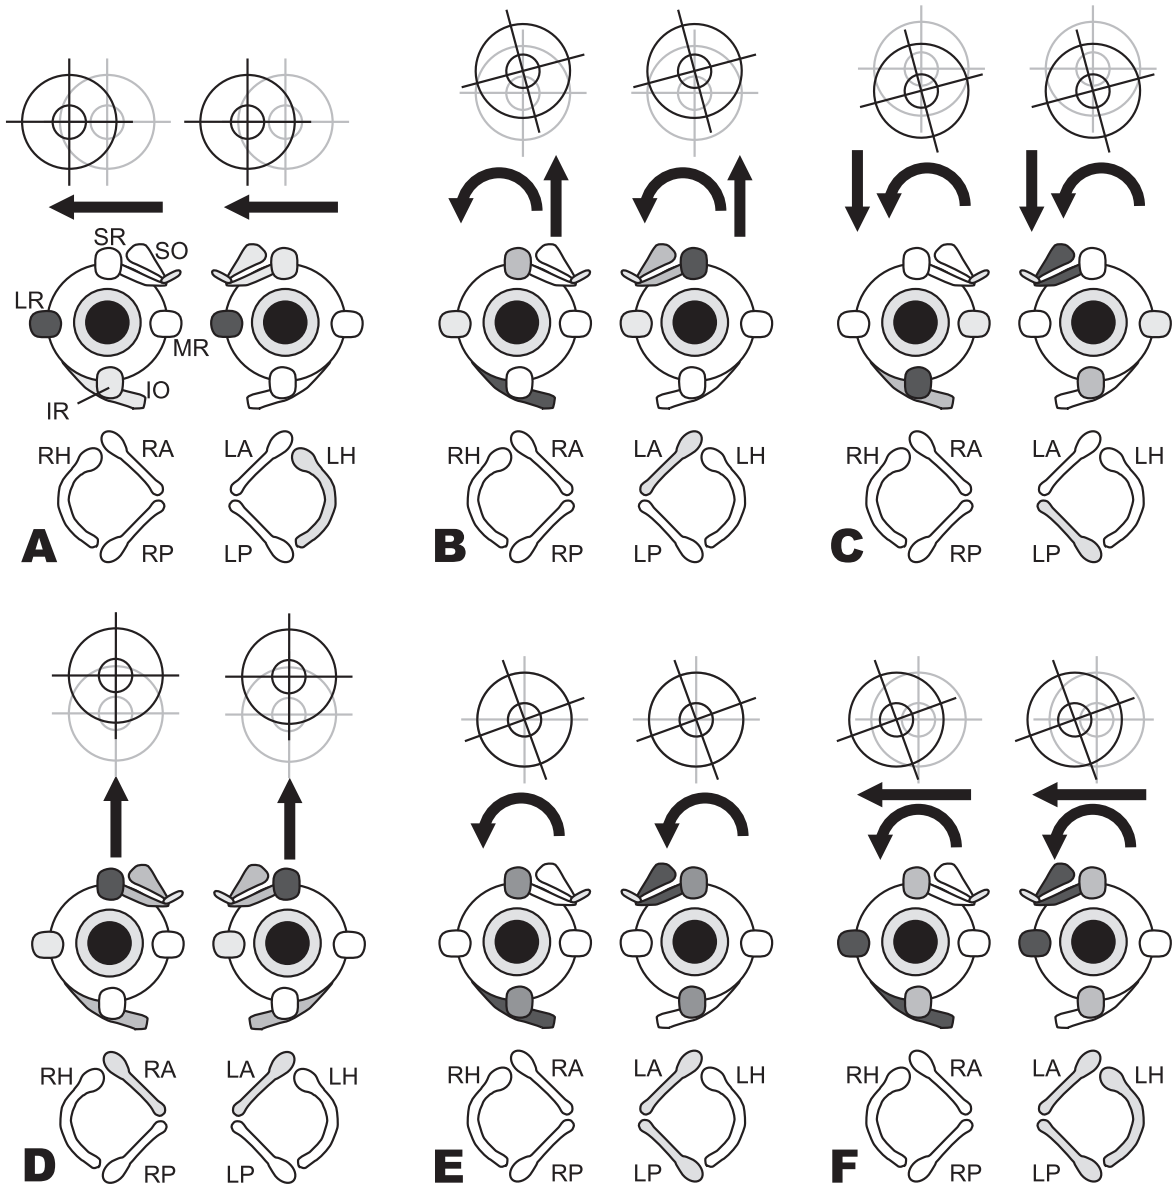 SR
SO
LR
MR
IR
IO
RH RA LA LH
A RP LP
RH RA LA LH
B RP LP
RH RA LA LH
C RP LP
RH RA LA LH
D RP LP
RH RA LA LH
E RP LP
RH RA LA LH
F RP LP